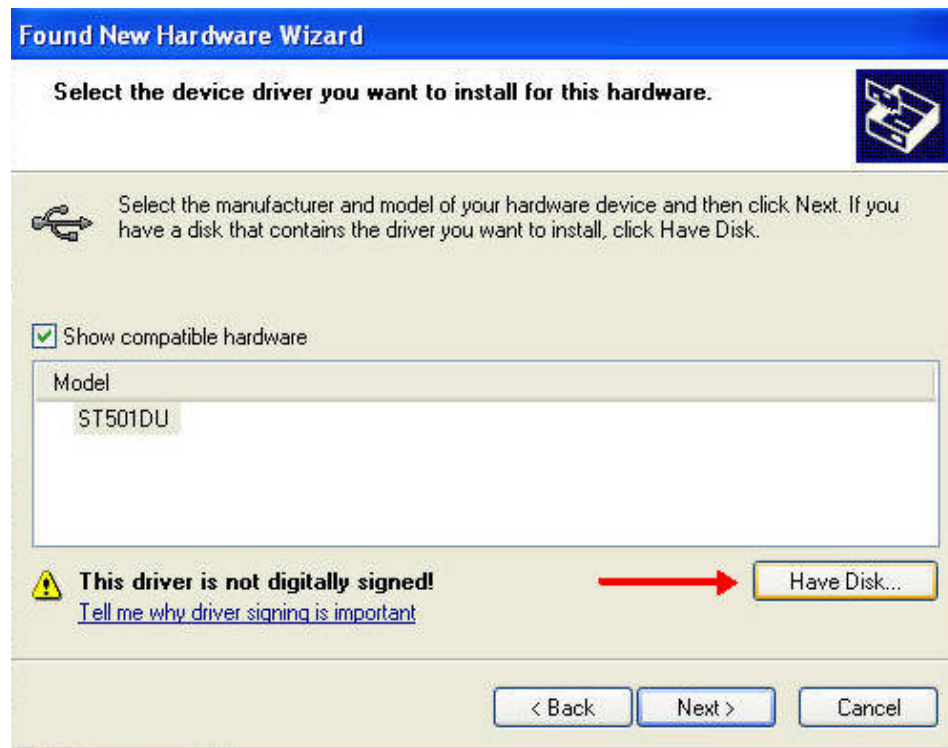 Found New Hardware Wizard
Select the device driver you want to install for this hardware.
Select the manufacturer and model of your hardware device and then click Next. If you
have a disk that contains the driver you want to install, click Have Disk.
Show compatible hardware
Model
ST501DU
This driver is not digitally signed!
Have Disk...
Tell me why driver signing is important
< Back
Next >
Cancel